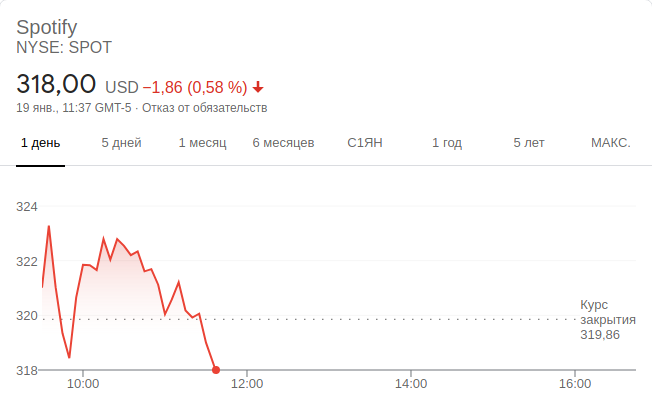 Spotify
NYSE: SPOT
318,00 USD −1,86 (0,58 %)
19 янв., 11:37 GMT-5 · Отказ от обязательств
1 день 5 дней 1 месяц 6 месяцев С1ЯН 1 год 5 лет МАКС.
324
322
320
318
Курс
закрытия
319,86
10:00 12:00 14:00 16:00